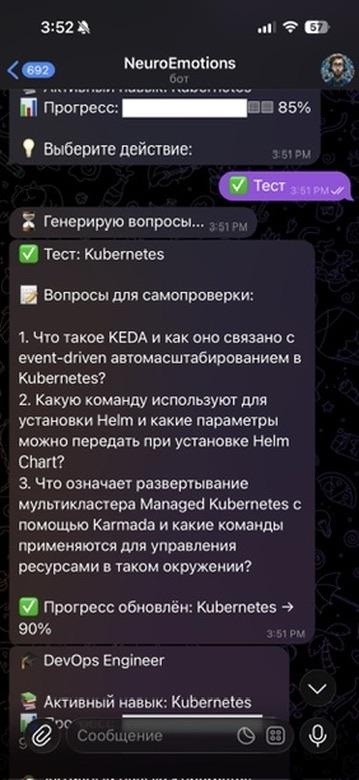 3:52
57
692
NeuroEmotions
бот
Активный навык: Kubernetes
Прогресс: 85%
Выберите действие:
3:51 PM
Тест 3:51 PM
Генерирую вопросы... 3:51 PM
Тест: Kubernetes
Вопросы для самопроверки:
1. Что такое KEDA и как оно связано с
event-driven автомасштабированием в
Kubernetes?
2. Какую команду используют для
установки Helm и какие параметры
можно передать при установке Helm
Chart?
3. Что означает развертывание
мультикластера Managed Kubernetes с
помощью Karmada и какие команды
применяются для управления
ресурсами в таком окружении?
Прогресс обновлён: Kubernetes →
90%
3:51 PM
DevOps Engineer
Активный навык: Kubernetes
Сообщение